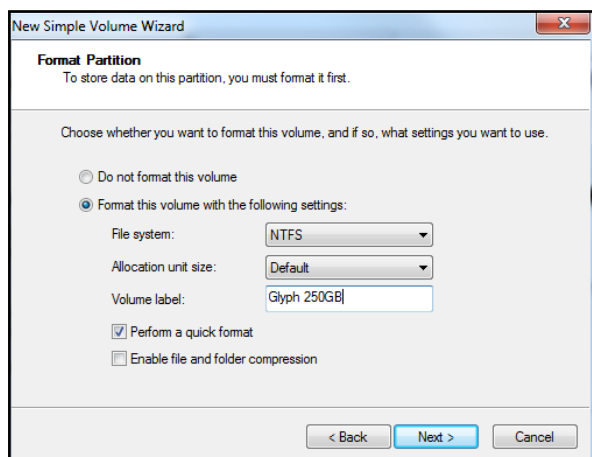 New Simple Volume Wizard
Format Partition
To store data on this partition, you must format it first.
Choose whether you want to format this volume, and if so, what settings you want to use.
Do not format this volume
Format this volume with the following settings:
File system: NTFS
Allocation unit size: Default
Volume label: Glyph 250GB
Perform a quick format
Enable file and folder compression
< Back Next > Cancel